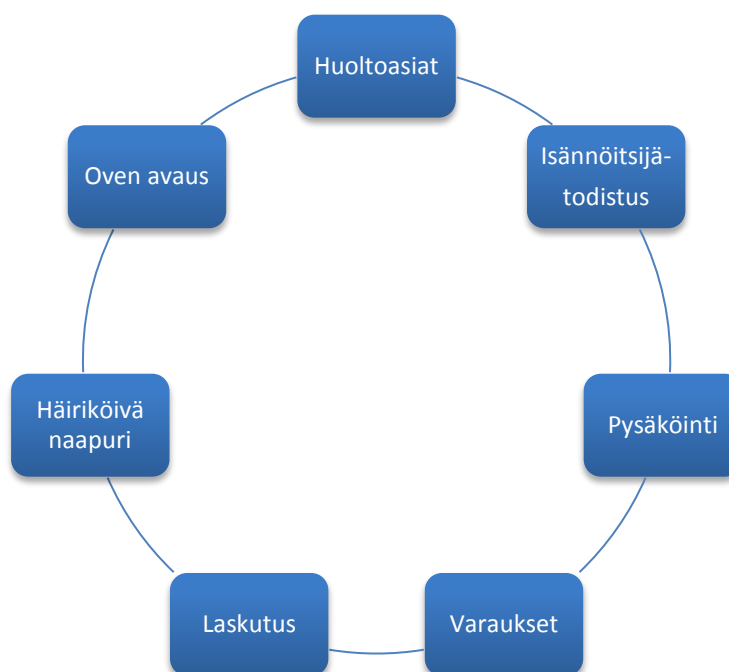 Huoltoasiat
Isännöitsijä-
todistus
Pysäköinti
Varaukset
Laskutus
Häiriköivä
naapuri
Oven avaus